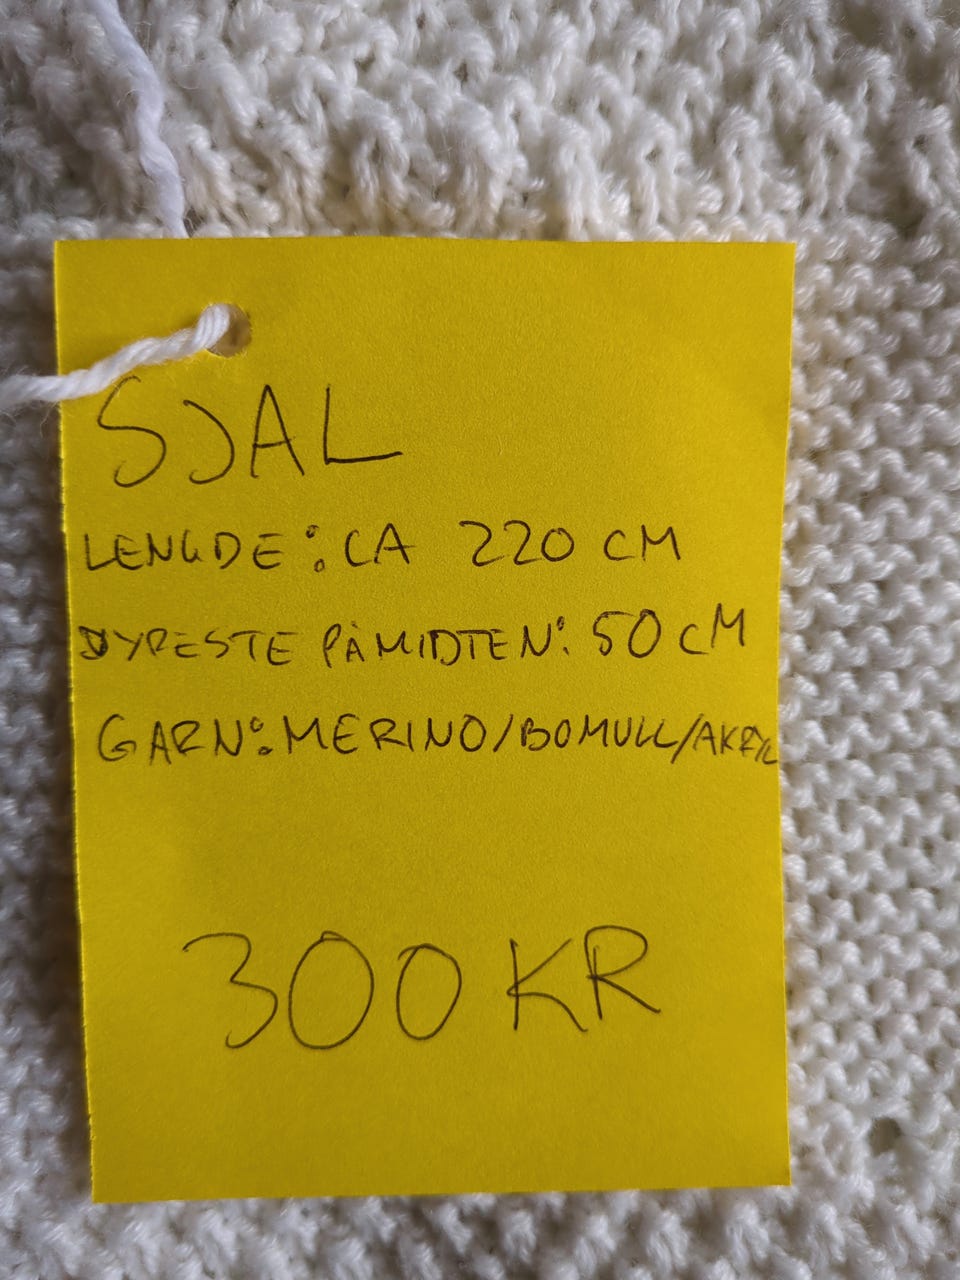 SJAL
LENGDE: CA 220 CM
DYPESTE PÅ MIDTEN: 50 CM
GARN: MERINO/BOMULL/AKRYL
300 KR